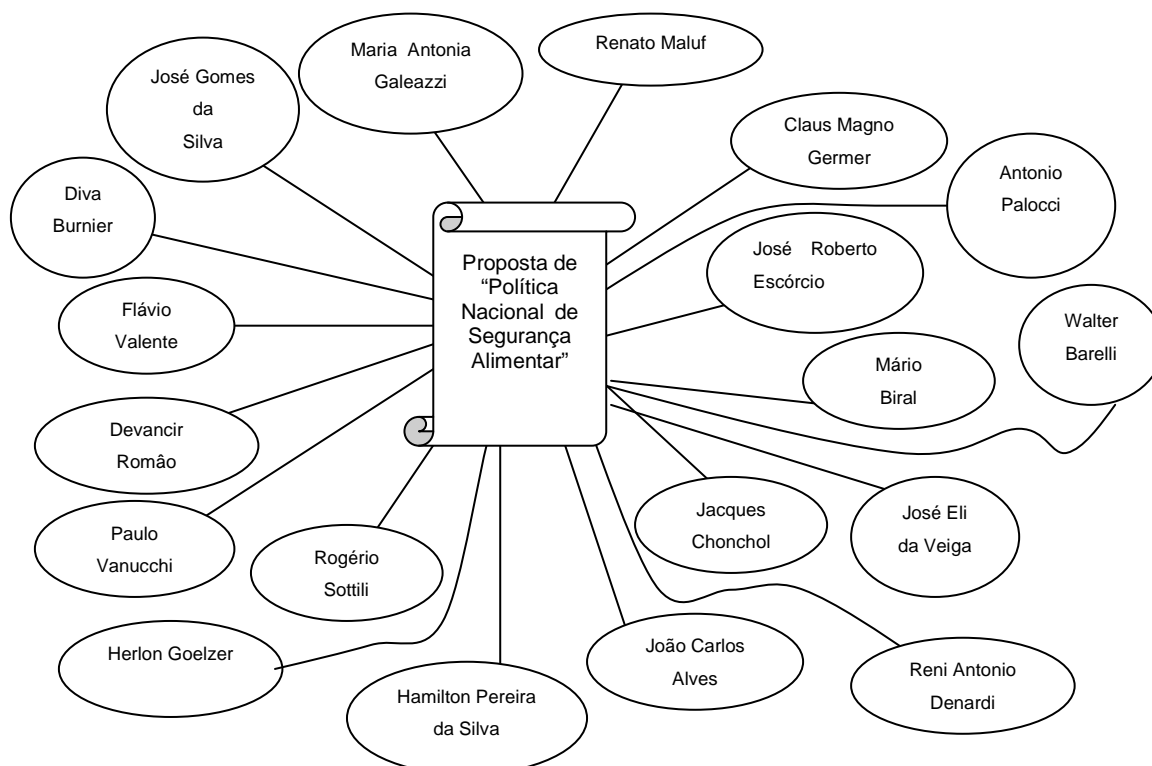 Maria Antonia
Galeazzi
Renato Maluf
José Gomes
da
Silva
Claus Magno
Germer
Antonio
Palocci
Diva
Burnier
José Roberto
Escórcio
Proposta de
“Política
Nacional de
Segurança
Alimentar”
Flávio
Valente
Walter
Barelli
Mário
Biral
Devancir
Româo
Jacques
Chonchol
José Eli
da Veiga
Paulo
Vanucchi
Rogério
Sottili
Herlon Goelzer
João Carlos
Alves
Reni Antonio
Denardi
Hamilton Pereira
da Silva